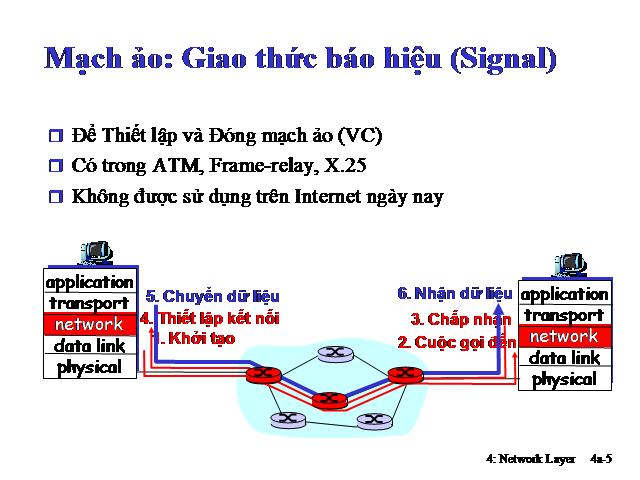 Mạch ảo: Giao thức báo hiệu (Signal)
Để Thiết lập và Đóng mạch ảo (VC)
Có trong ATM, Frame-relay, X.25
Không được sử dụng trên Internet ngày nay
application
transport
network
data link
physical
5. Chuyển dữ liệu
4. Thiết lập kết nối
1. Khởi tạo
6. Nhận dữ liệu
3. Chấp nhận
2. Cuộc gọi đến
application
transport
network
data link
physical
4: Network Layer 4a-5